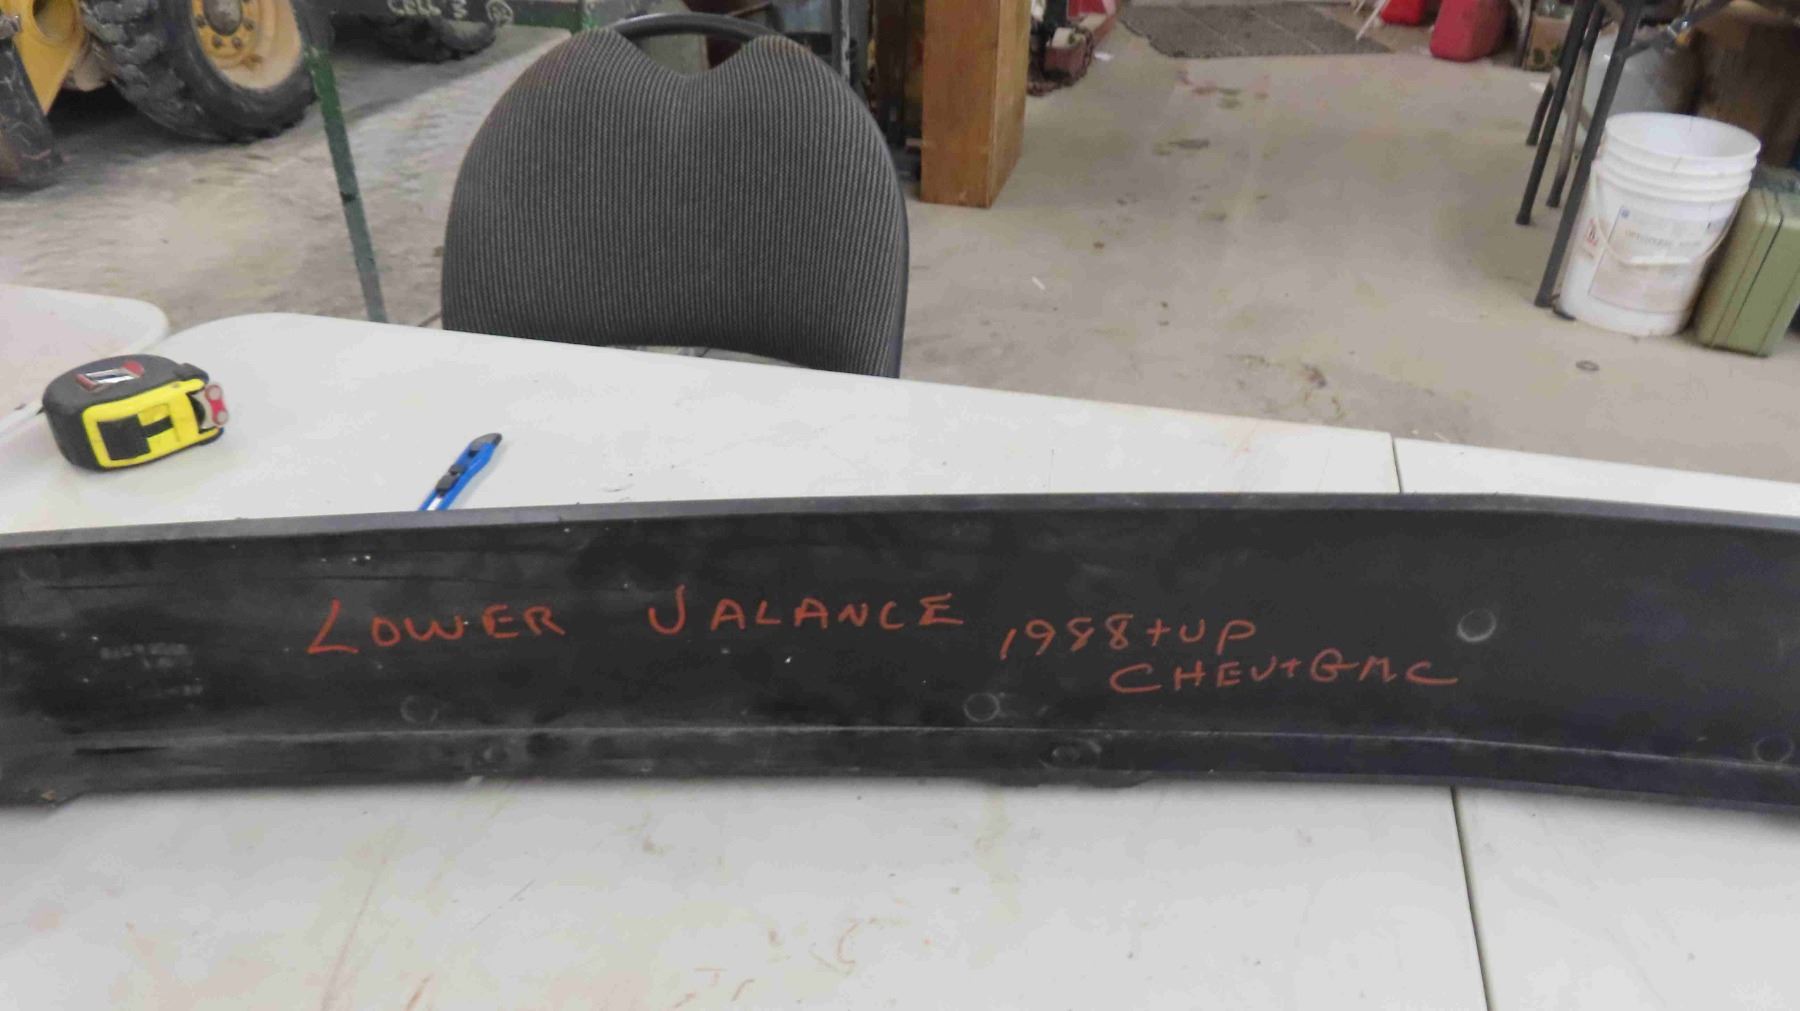 LOWER VALANCE 1988+UP
CHEV+GMC